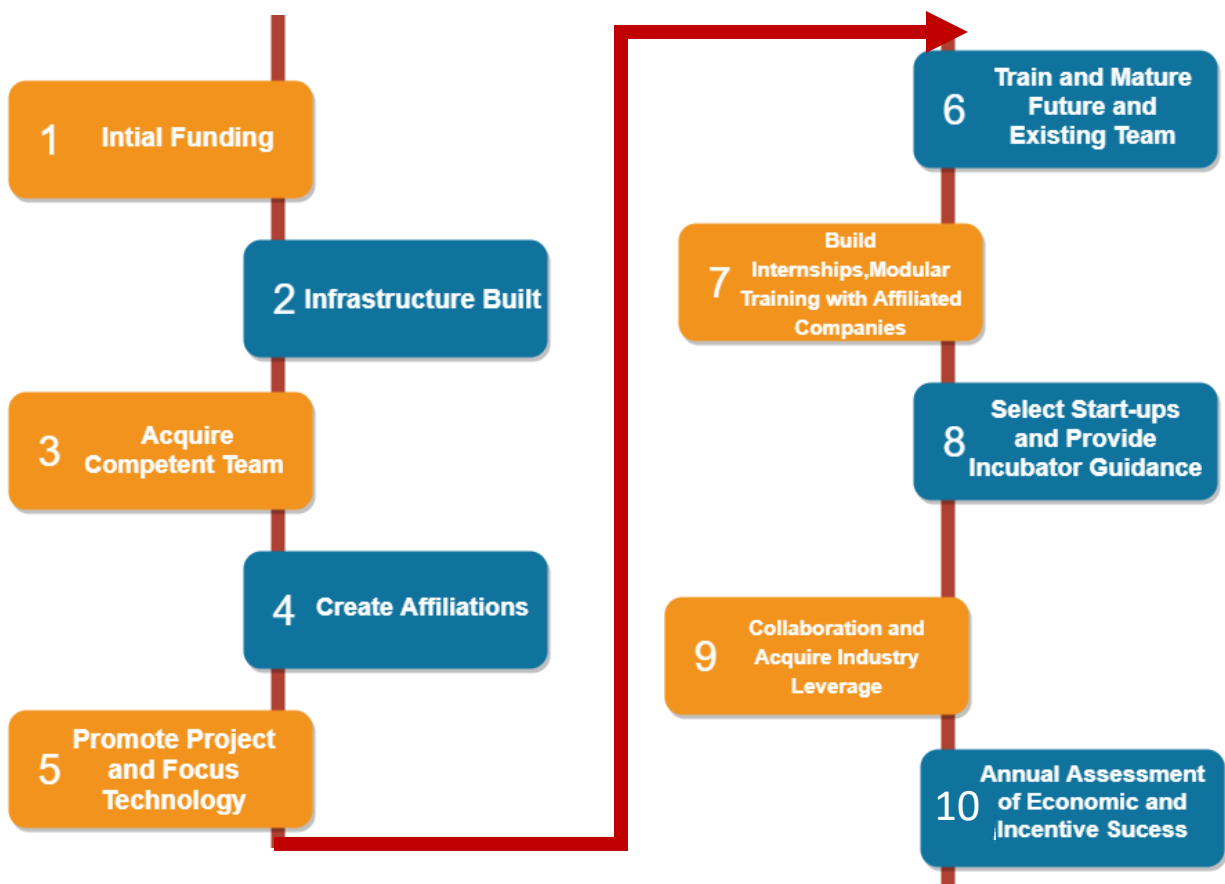 1
Intial Funding
2
Infrastructure Built
3
Acquire
Competent Team
4
Create Affiliations
5
Promote Project
and Focus
Technology
6
Train and Mature
Future and
Existing Team
7
Build
Internships,Modular
Training with Affiliated
Companies
8
Select Start-ups
and Provide
Incubator Guidance
9
Collaboration and
Acquire Industry
Leverage
10
Annual Assessment
of Economic and
Incentive Sucess